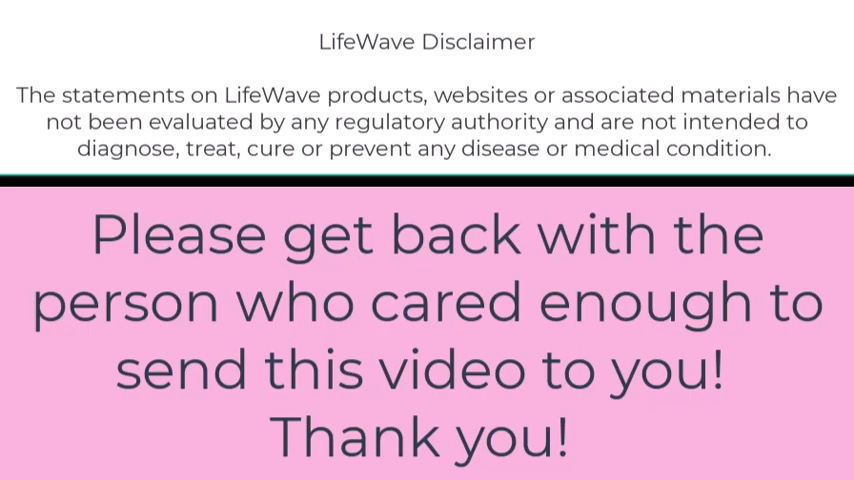 LifeWave Disclaimer
The statements on LifeWave products, websites or associated materials have
not been evaluated by any regulatory authority and are not intended to
diagnose, treat, cure or prevent any disease or medical condition.
Please get back with the
person who cared enough to
send this video to you!
Thank you!